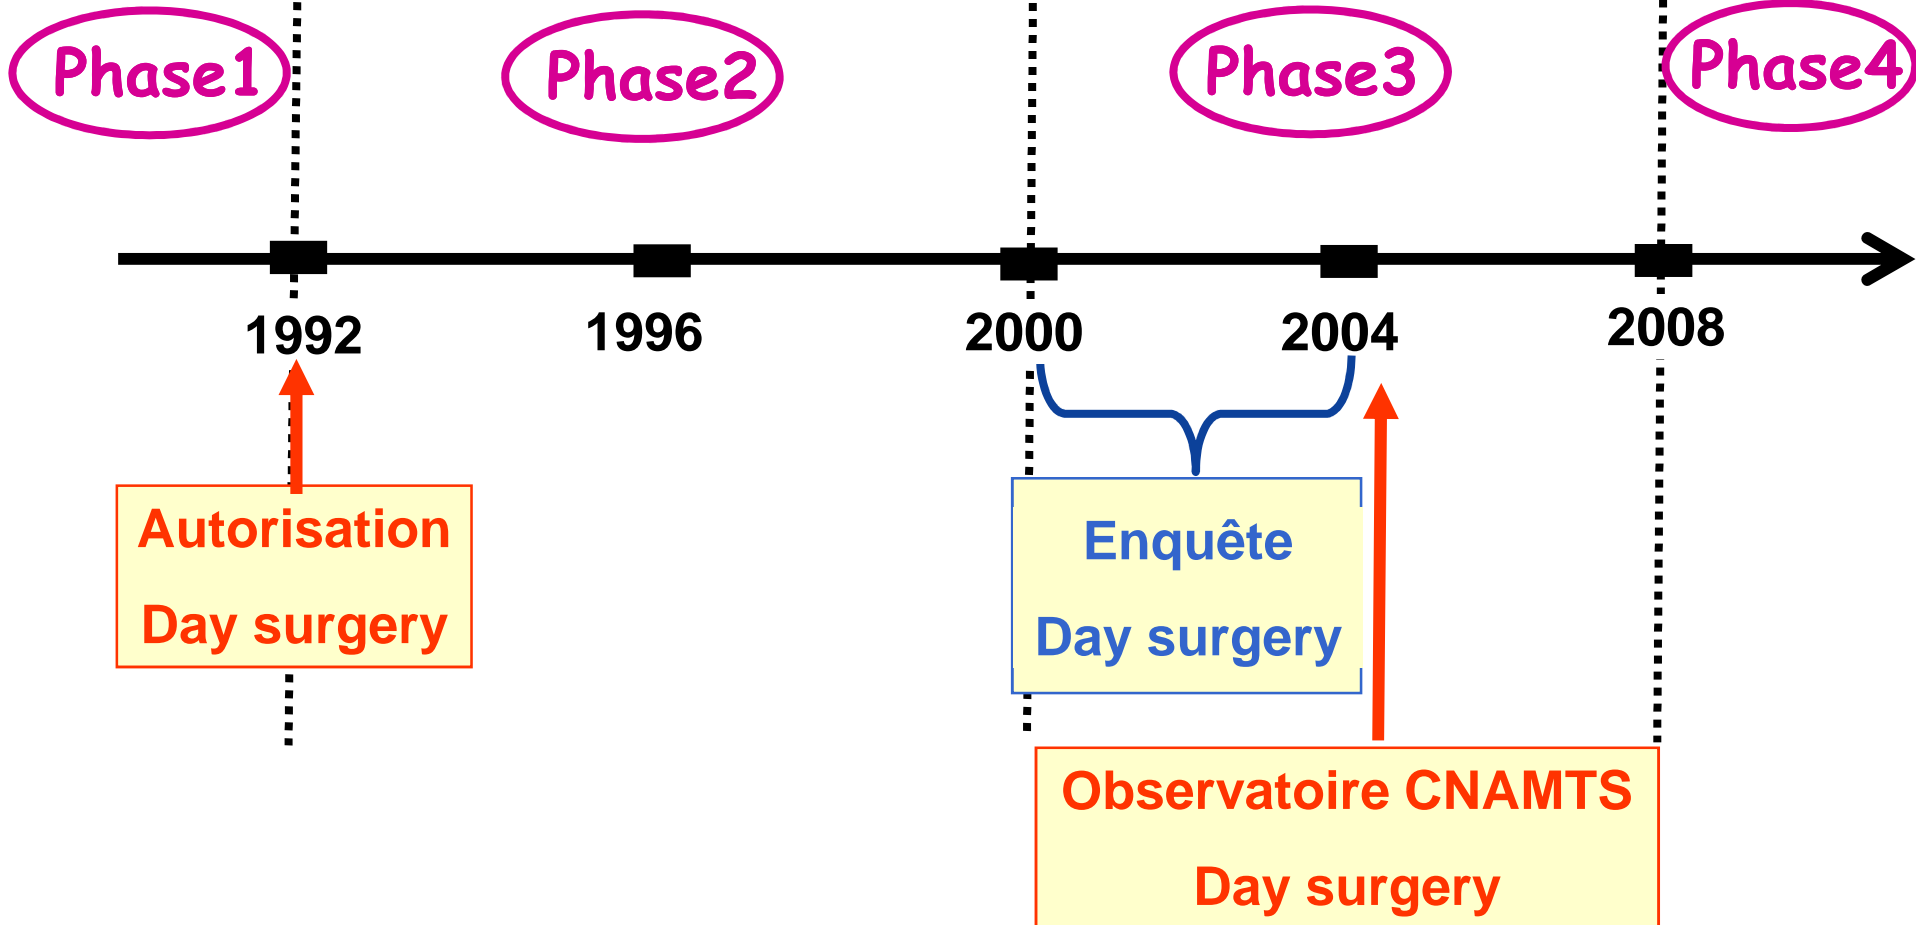 Phase1
Phase2
Phase3
Phase4
1992
1996
2000
2004
2008
Autorisation
Day surgery
Enquête
Day surgery
Observatoire CNAMTS
Day surgery